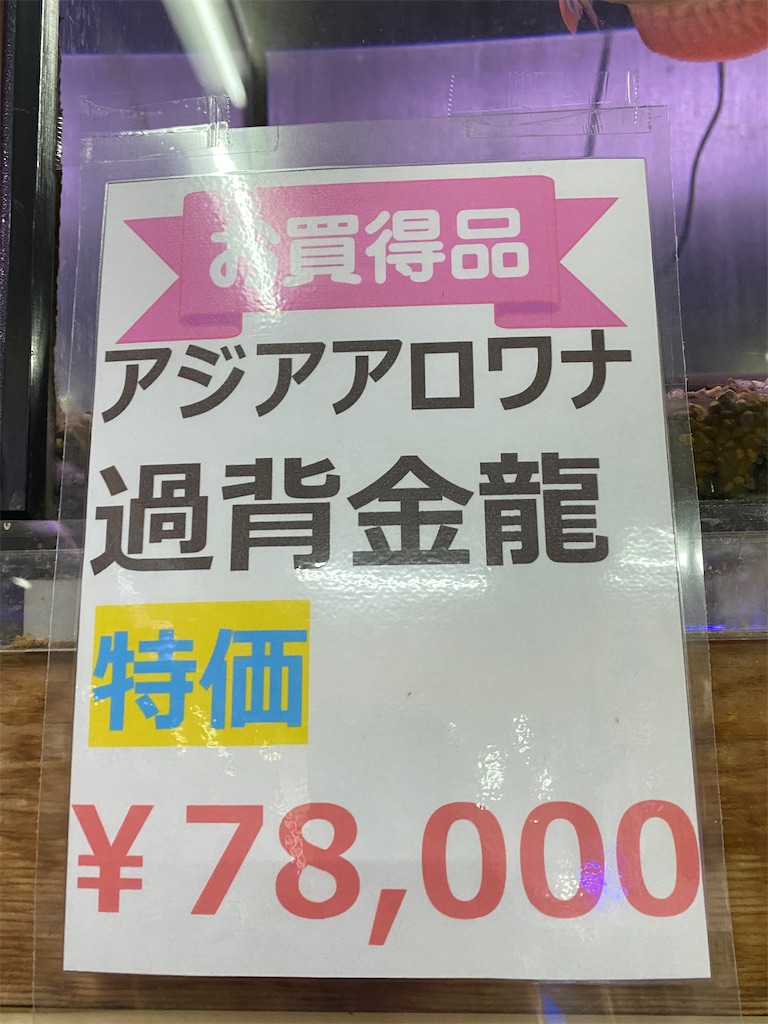 お買得品
アジアアロワナ
過背金龍
特価
￥78,000